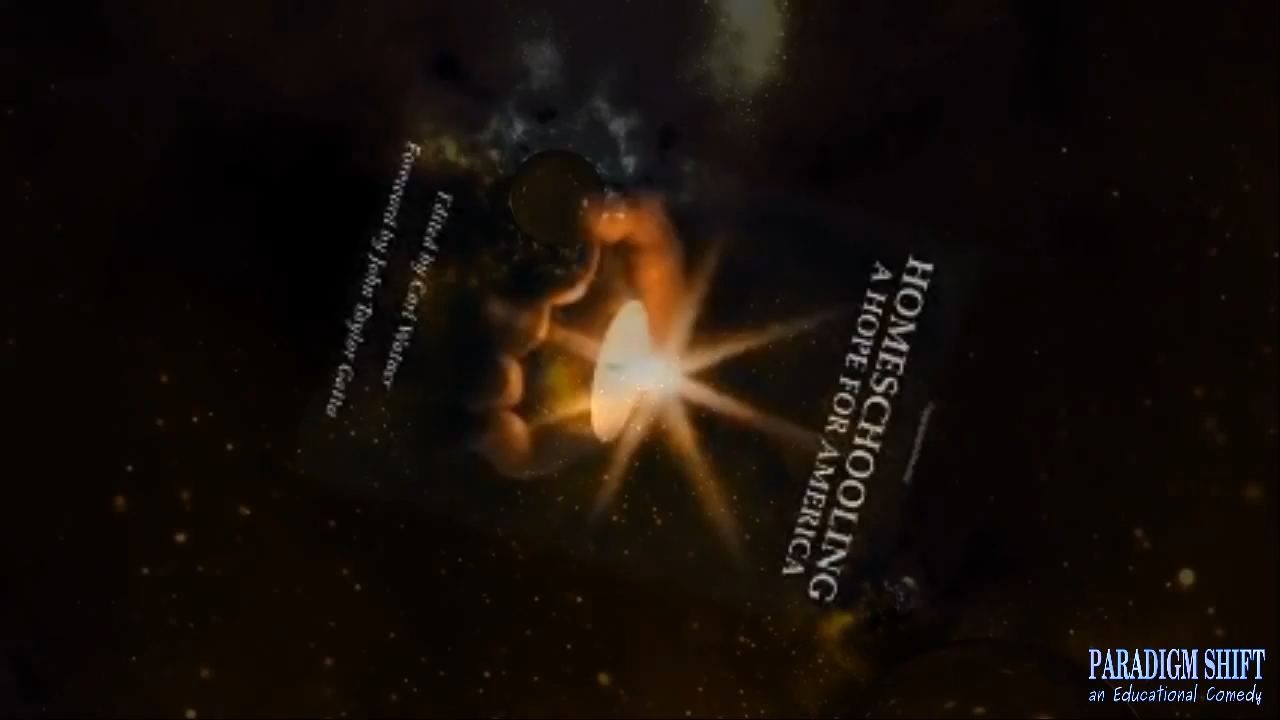 HOMESCHOOLING
A HOPE FOR AMERICA
Edited by Carl Watner
Foreword by John Taylor Gatto
PARADIGM SHIFT
an Educational Comedy